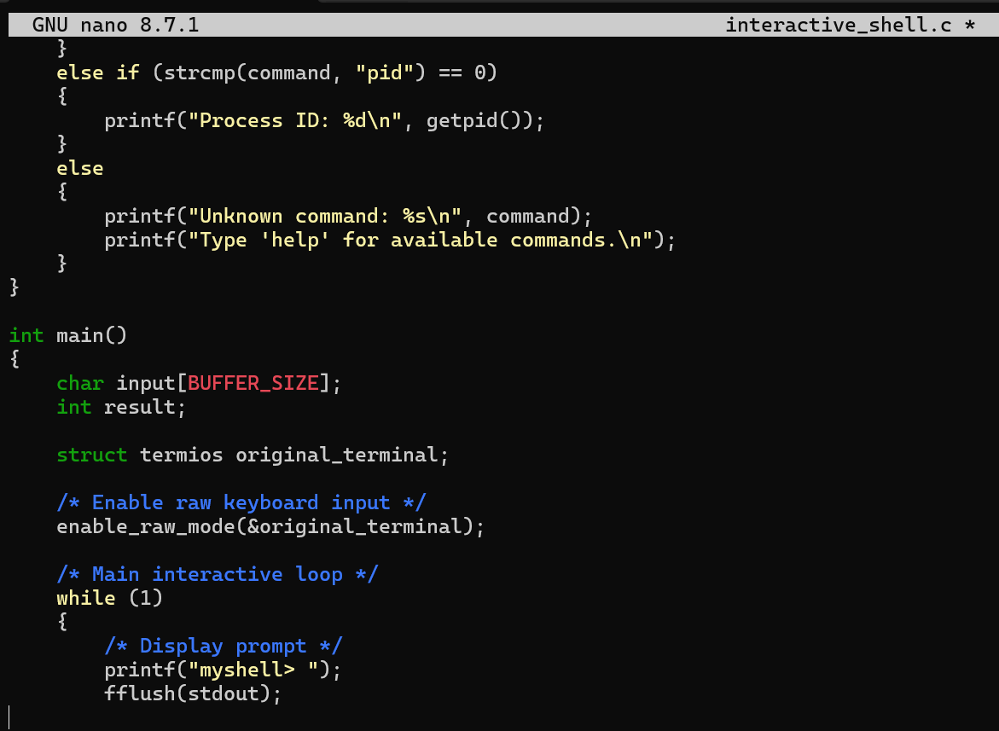 GNU nano 8.7.1 interactive_shell.c *
    }
    else if (strcmp(command, "pid") == 0)
    {
        printf("Process ID: %d\n", getpid());
    }
    else
    {
        printf("Unknown command: %s\n", command);
        printf("Type 'help' for available commands.\n");
    }
}

int main()
{
    char input[BUFFER_SIZE];
    int result;

    struct termios original_terminal;

    /* Enable raw keyboard input */
    enable_raw_mode(&original_terminal);

    /* Main interactive loop */
    while (1)
    {
        /* Display prompt */
        printf("myshell> ");
        fflush(stdout);